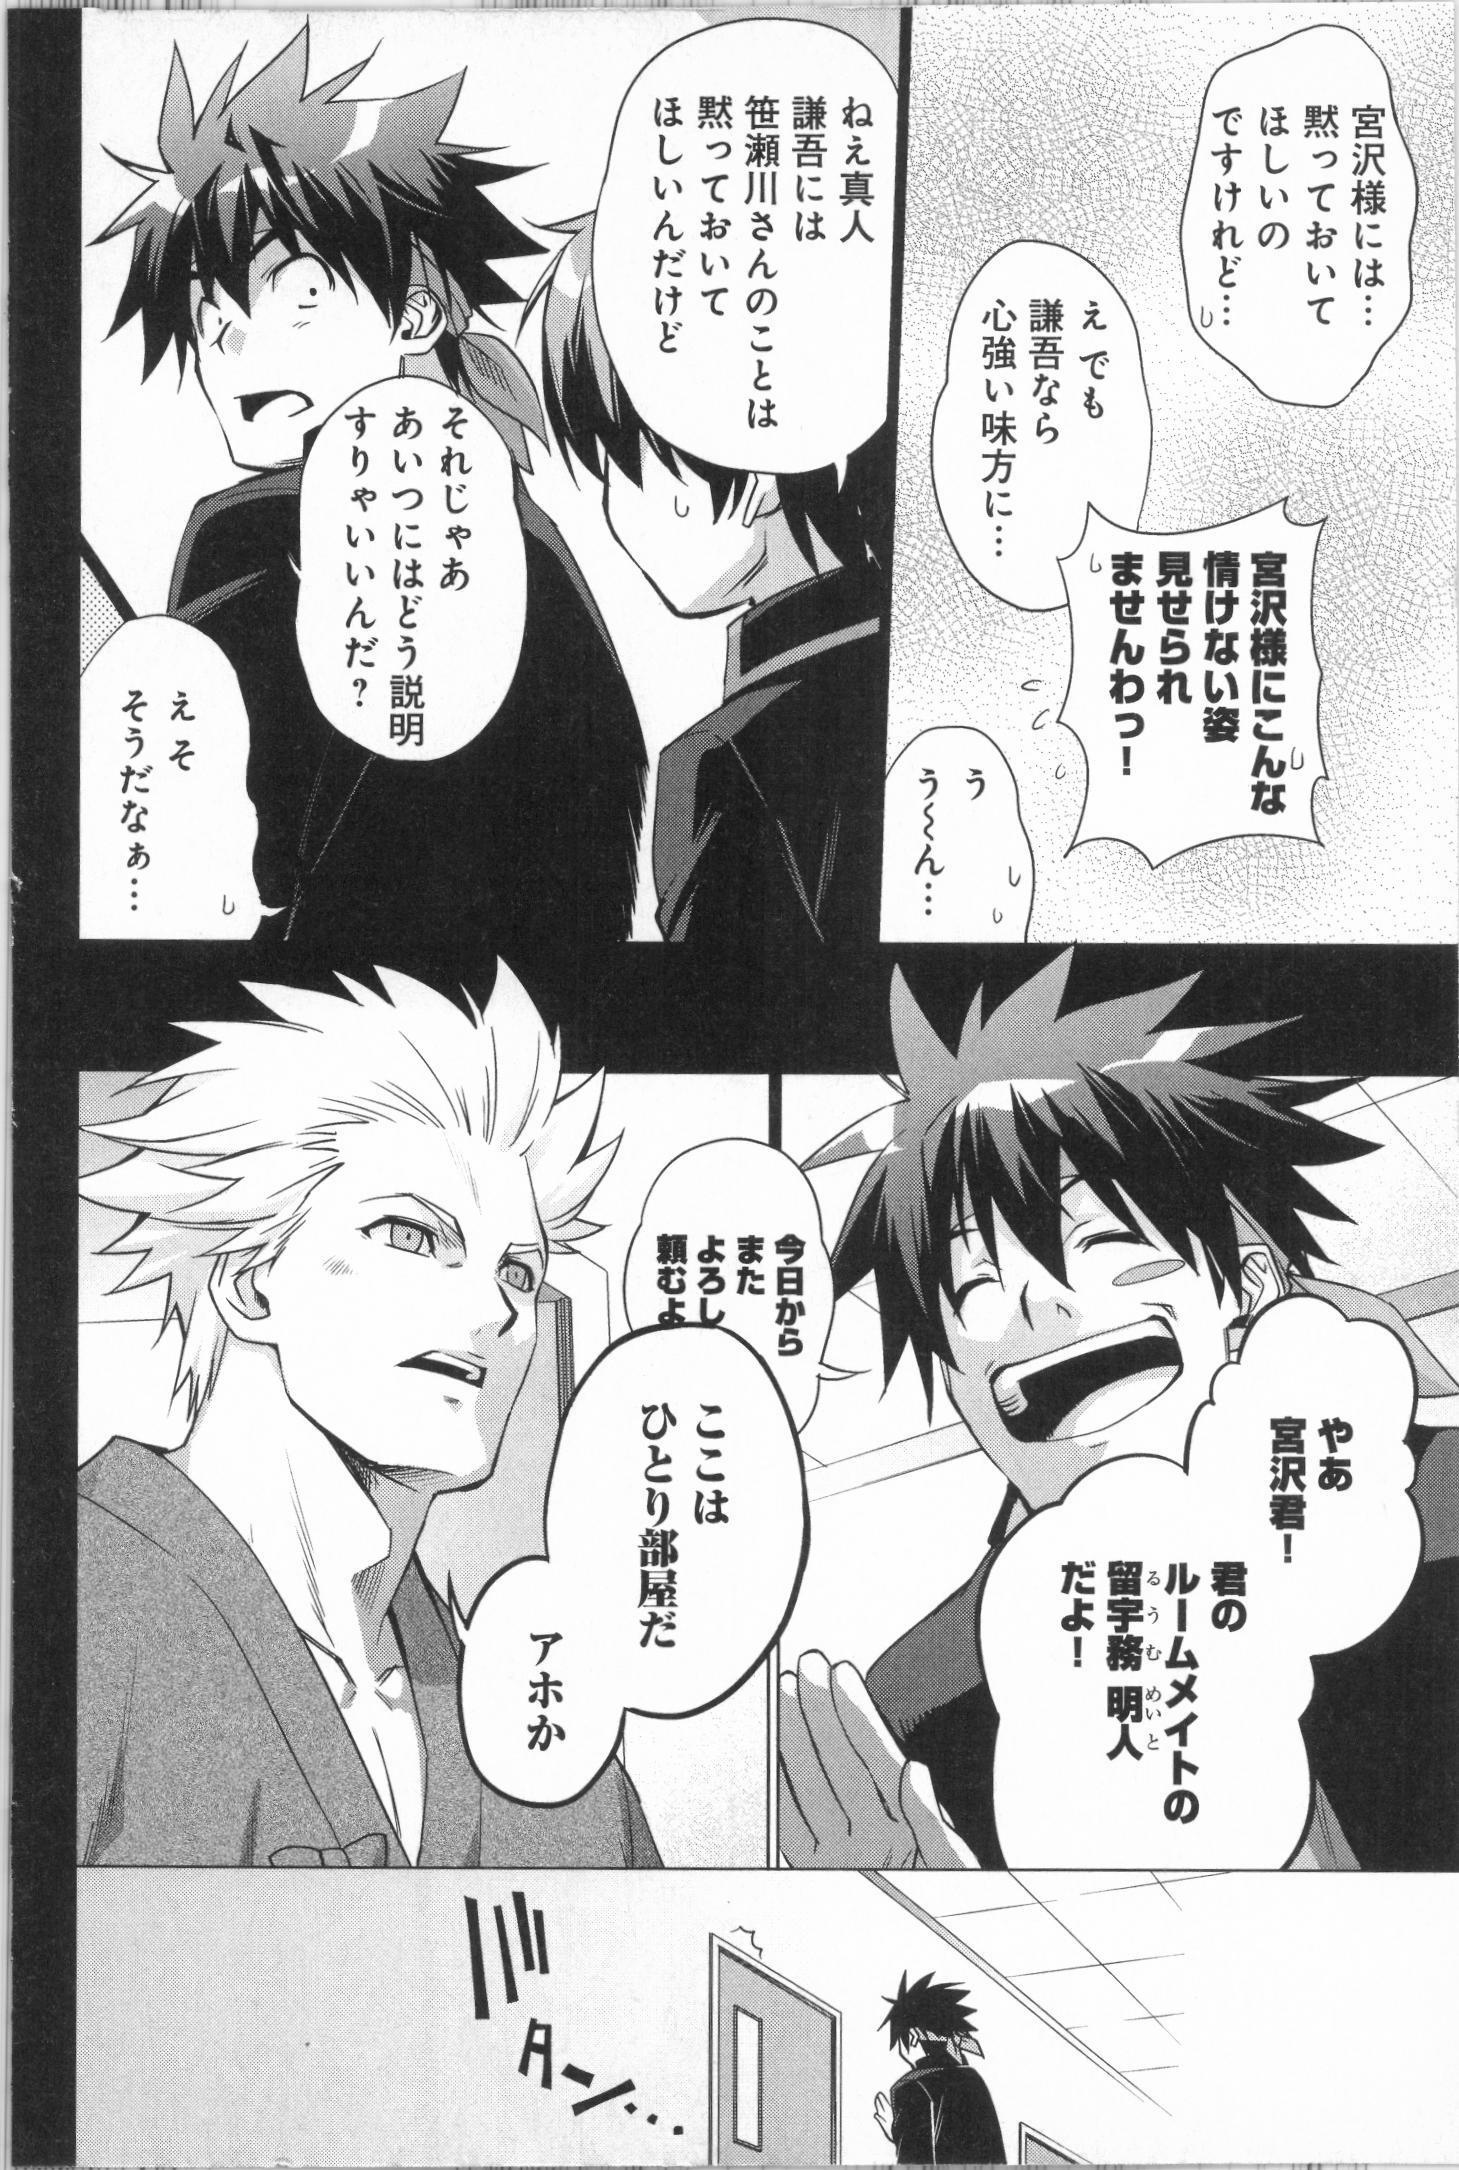 宮沢様には…
黙っておいて
ほしいの
ですけれど…
え でも
謙吾なら
心強い味方に…
宮沢様にこんな
情けない姿
見せられ
ませんわっ！
う
う～ん…
ねぇ真人
謙吾には
笹瀬川さんのことは
黙っておいて
ほしいんだけど
それじゃあ
あいつにはどう説明
すりゃいいんだ？
え そ
そうだなぁ…
やあ
宮沢君！
君の
ルームメイトの
留宇務 明人
るうむ めいと
だよ！
今日から
また
よろし
頼むよ
ここは
ひとり部屋だ
アホか
バタン…